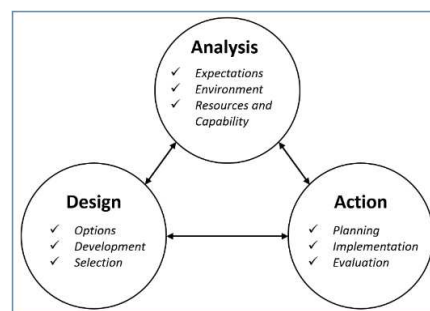 Analysis
✓ Expectations
✓ Environment
✓ Resources and
Capability
Design
✓ Options
✓ Development
✓ Selection
Action
✓ Planning
✓ Implementation
✓ Evaluation